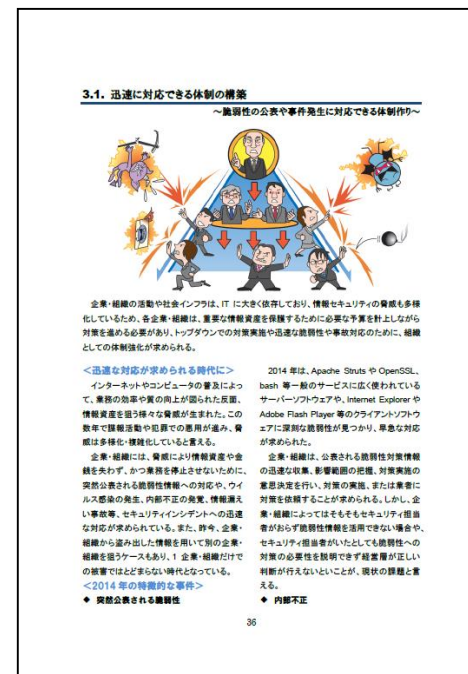 3.1. 迅速に対応できる体制の構築
～脆弱性の公表や事件発生に対応できる体制作り～
企業・組織の活動や社会インフラは、IT に大きく依存しており、情報セキュリティの脅威も多様
化しているため、各企業・組織は、重要な情報資産を保護するために必要な予算を計上しながら
対策を進める必要があり、トップダウンでの対策実施や迅速な脆弱性や事故対応のために、組織
としての体制強化が求められる。
＜迅速な対応が求められる時代に＞
インターネットやコンピュータの普及によっ
て、業務の効率や質の向上が図られた反面、
情報資産を狙う様々な脅威が生まれた。この
数年で諜報活動や犯罪での悪用が進み、脅
威は多様化・複雑化していると言える。
企業・組織には、脅威により情報資産や金
銭を失わず、かつ業務を停止させないために、
突然公表される脆弱性情報への対応や、ウイ
ルス感染の発生、内部不正の発覚、情報漏え
い事故等、セキュリティインシデントへの迅速
な対応が求められている。また、昨今、企業・
組織から盗み出した情報を用いて別の企業・
組織を狙うケースもあり、1 企業・組織だけで
の被害ではとどまらない時代となっている。
＜2014 年の特徴的な事件＞
◆ 突然公表される脆弱性
2014 年は、Apache Struts や OpenSSL、
bash 等一般のサービスに広く使われている
サーバーソフトウェアや、Internet Explorer や
Adobe Flash Player 等のクライアントソフトウ
ェアに深刻な脆弱性が見つかり、早急な対応
が求められた。
企業・組織は、公表される脆弱性対策情報
の迅速な収集、影響範囲の把握、対策実施の
意思決定を行い、対策の実施、または業者に
対策を依頼することが求められる。しかし、企
業・組織によってはそもそもセキュリティ担当
者がおらず脆弱性情報を活用できない場合や、
セキュリティ担当者がいたとしても脆弱性への
対策の必要性を説明できず経営層が正しい
判断が行えないといことが、現状の課題と言
える。
◆ 内部不正
36